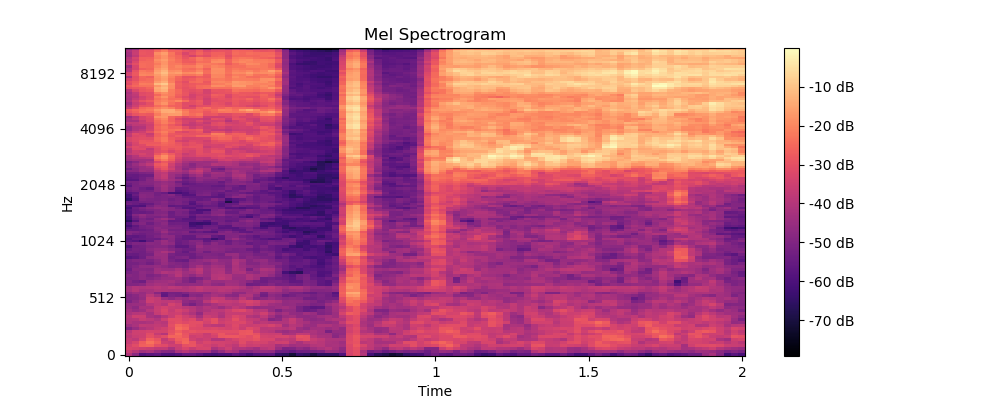 Mel Spectrogram
Hz
8192
4096
2048
1024
512
0
0 0.5 1 1.5 2
Time
-10 dB
-20 dB
-30 dB
-40 dB
-50 dB
-60 dB
-70 dB